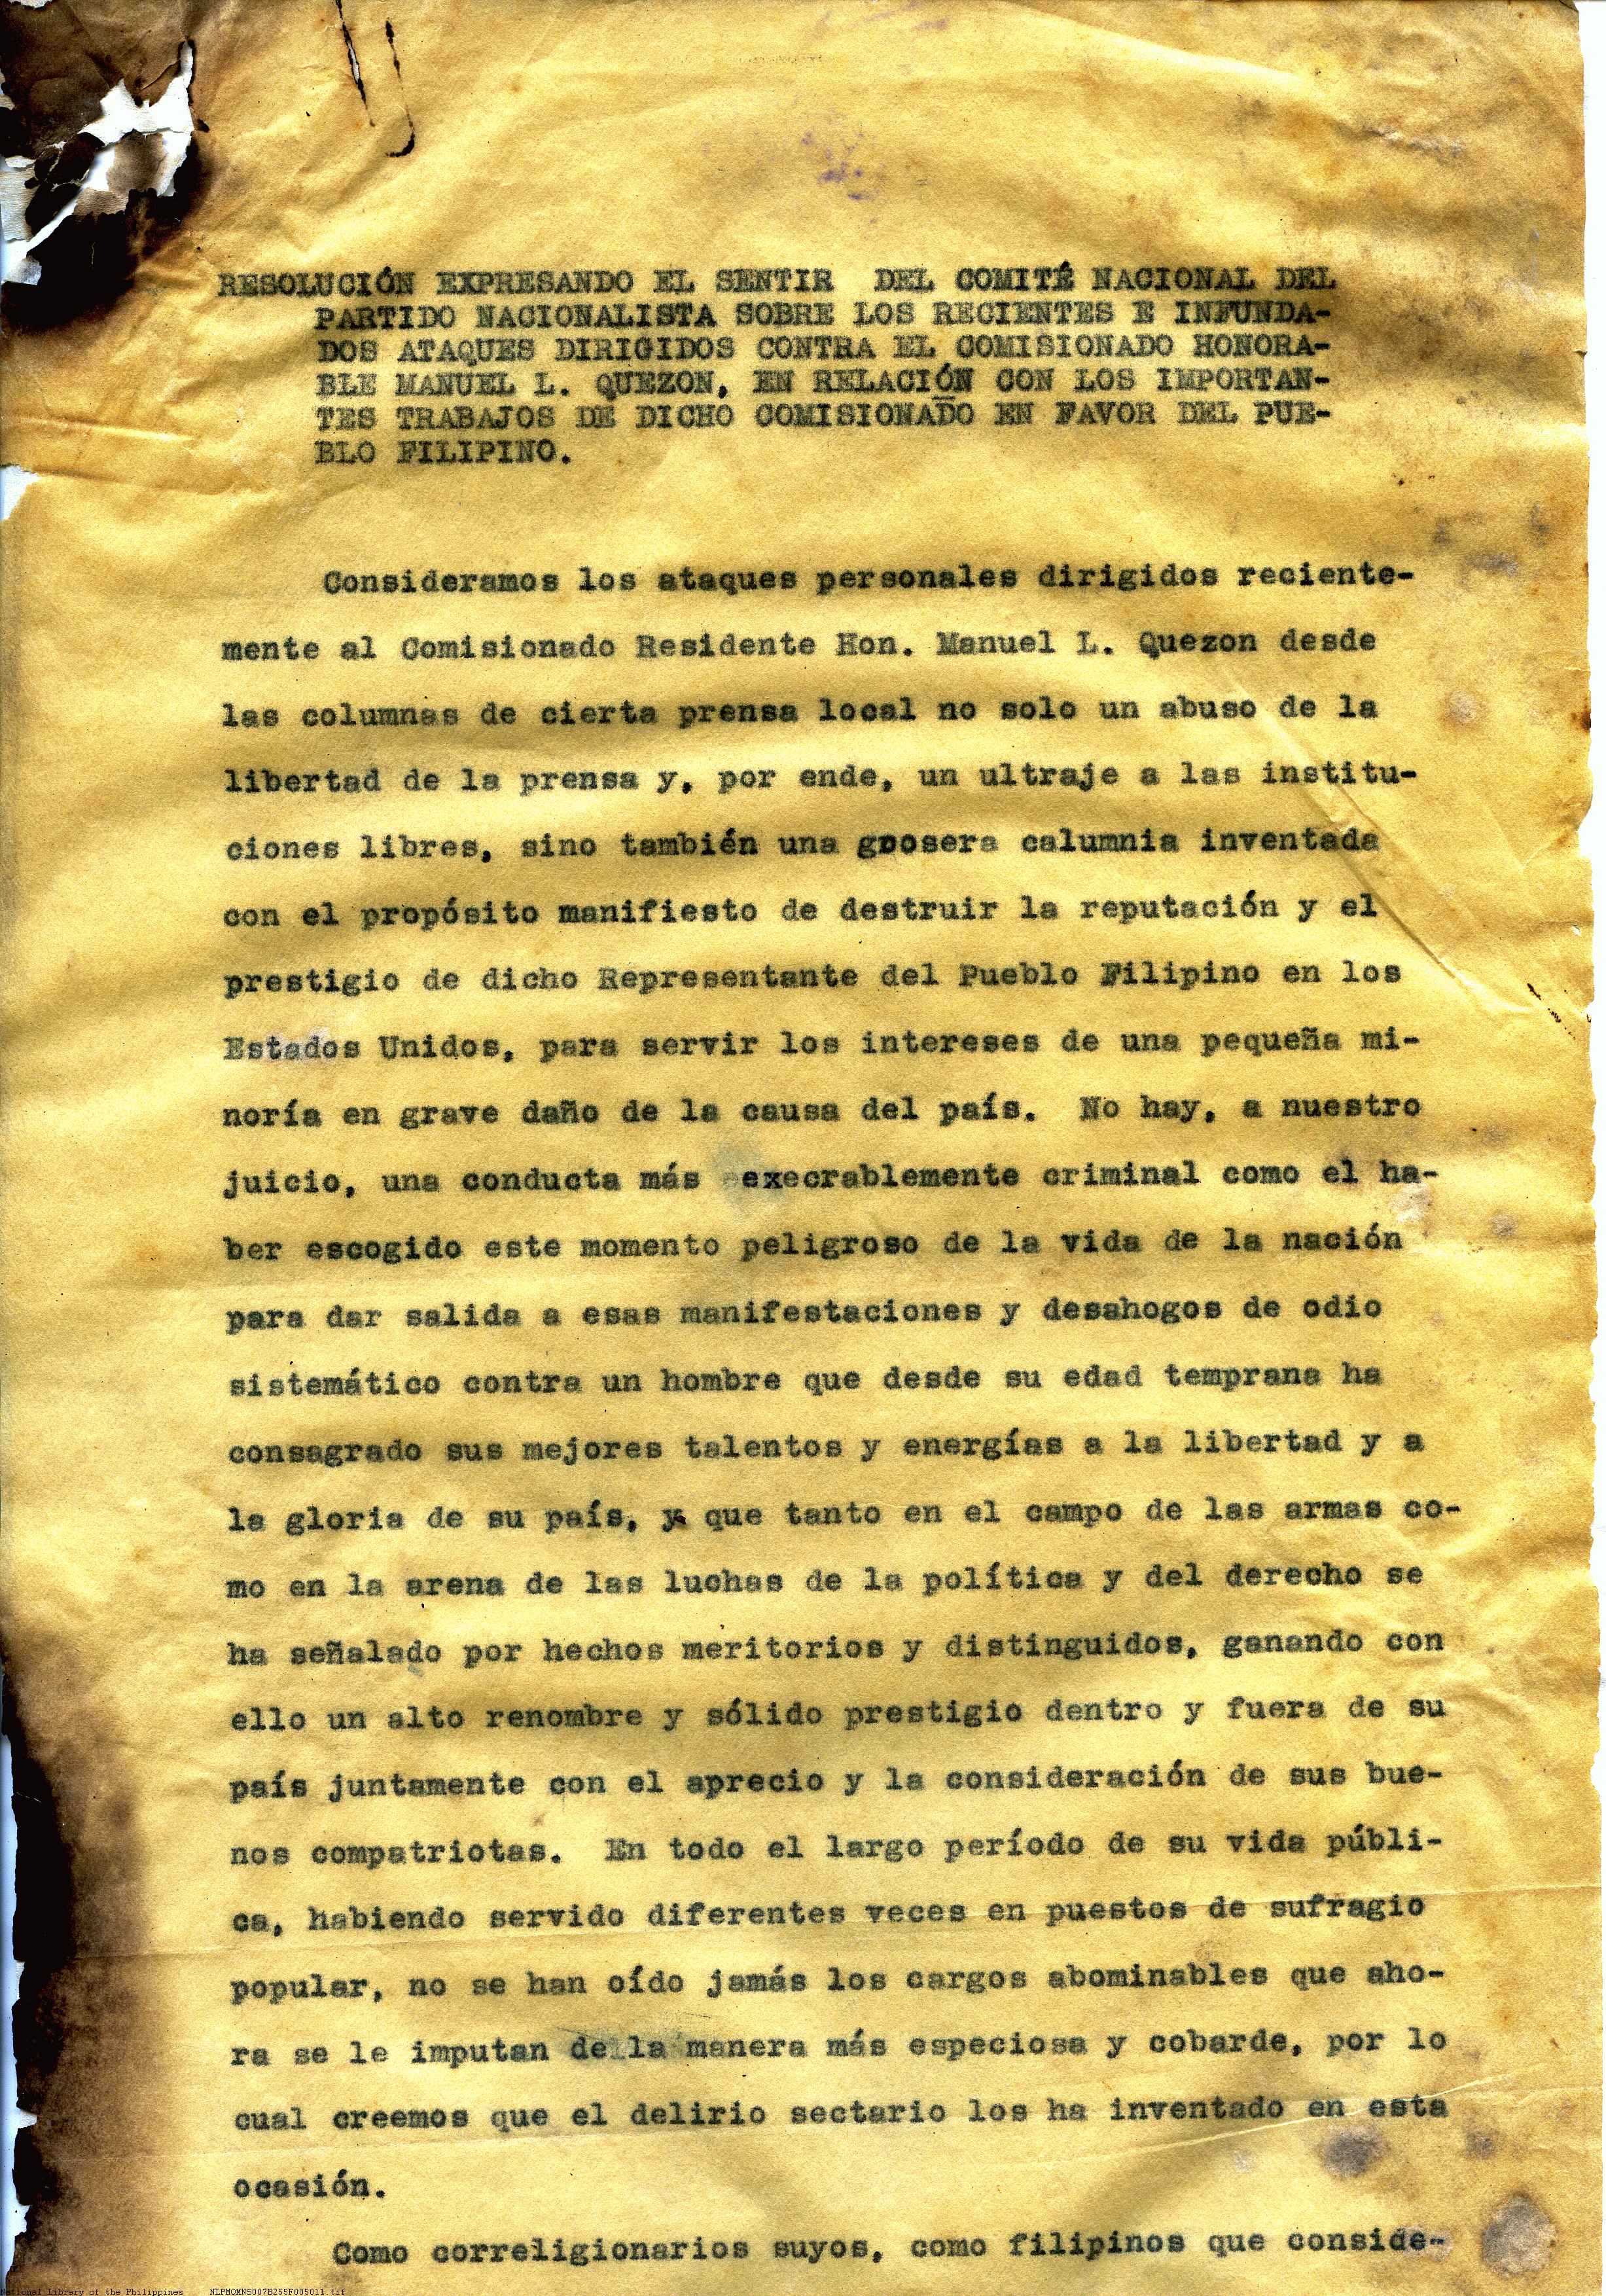 RESOLUCIÓN EXPRESANDO EL SENTIR DEL COMITÉ NACIONAL DEL
PARTIDO NACIONALISTA SOBRE LOS RECIENTES E INFUNDA-
DOS ATAQUES DIRIGIDOS CONTRA EL COMISIONADO HONORA-
BLE MANUEL L. QUEZON, EN RELACIÓN CON LOS IMPORTAN-
TES TRABAJOS DE DICHO COMISIONADO EN FAVOR DEL PUE-
BLO FILIPINO.
Consideramos los ataques personales dirigidos reciente-
mente al Comisionado Residente Hon. Manuel L. Quezon desde
las columnas de cierta prensa local no solo un abuso de la
libertad de la prensa y, por ende, un ultraje a las institu-
ciones libres, sino también una grosera calumnia inventada
con el propósito manifiesto de destruir la reputación y el
prestigio de dicho Representante del Pueblo Filipino en los
Estados Unidos, para servir los intereses de una pequeña mi-
noría en grave daño de la causa del país. No hay, a nuestro
juicio, una conducta más execrablemente criminal como el ha-
ber escogido este momento peligroso de la vida de la nación
para dar salida a esas manifestaciones y desahogos de odio
sistemático contra un hombre que desde su edad temprana ha
consagrado sus mejores talentos y energías a la libertad y a
la gloria de su país, y que tanto en el campo de las armas co-
mo en la arena de las luchas de la política y del derecho se
ha señalado por hechos meritorios y distinguidos, ganando con
ello un alto renombre y sólido prestigio dentro y fuera de su
país juntamente con el aprecio y la consideración de sus bue-
nos compatriotas. En todo el largo período de su vida públi-
ca, habiendo servido diferentes veces en puestos de sufragio
popular, no se han oído jamás los cargos abominables que aho-
ra se le imputan de la manera más especiosa y cobarde, por lo
cual creemos que el delirio sectario los ha inventado en esta
ocasión.
Como correligionarios suyos, como filipinos que conside-
National Library of the Philippines NLPMQMNS007B255F005011.tif